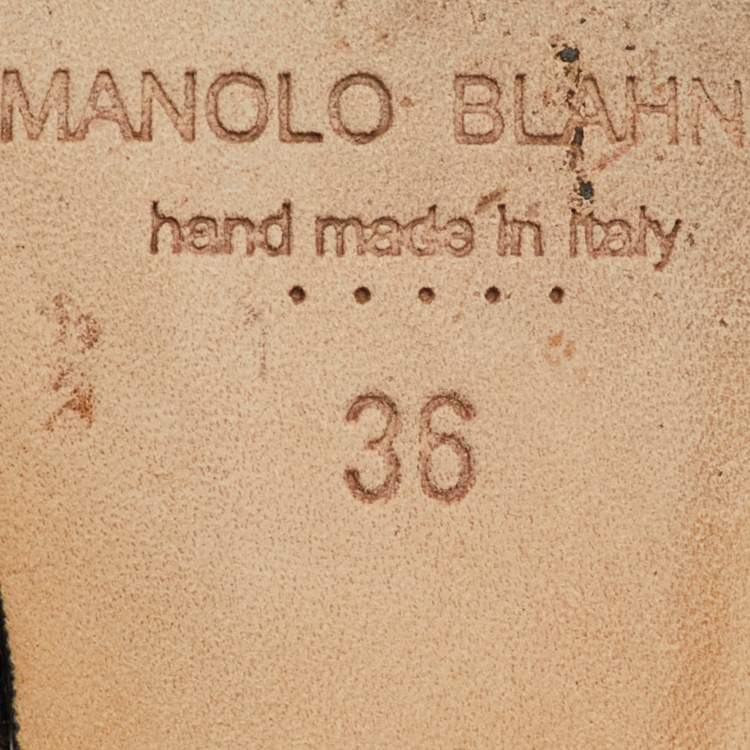 MANOLO BLAHN
hand made in italy
• • • • •
36